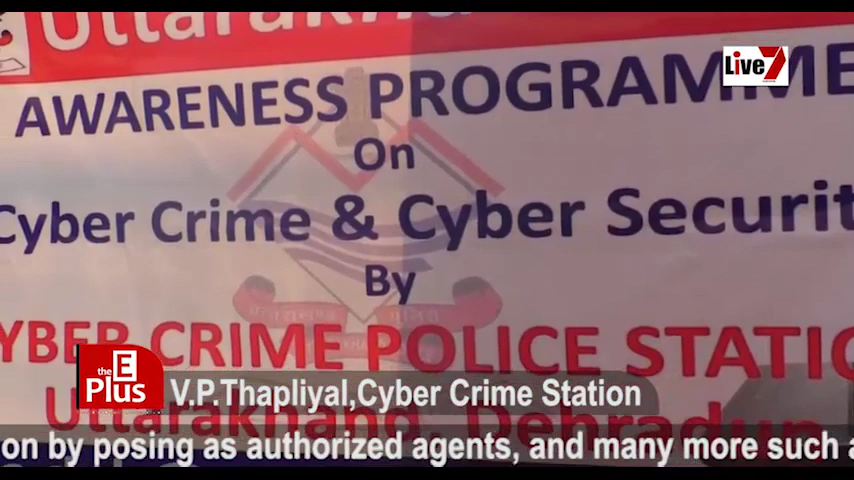 Uttarakhand
Live 7
AWARENESS PROGRAMME
On
Cyber Crime & Cyber Securit
By
YBER CRIME POLICE STATIO
Uttarakhand, Dehradun
the E Plus
V.P.Thapliyal,Cyber Crime Station
on by posing as authorized agents, and many more such a